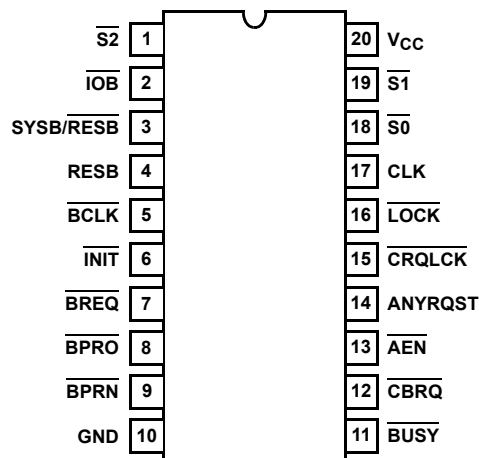 S2 1 20 VCC
IOB 2 19 S1
SYSB/RESB 3 18 S0
RESB 4 17 CLK
BCLK 5 16 LOCK
INIT 6 15 CRQLCK
BREQ 7 14 ANYRQST
BPRO 8 13 AEN
BPRN 9 12 CBRQ
GND 10 11 BUSY